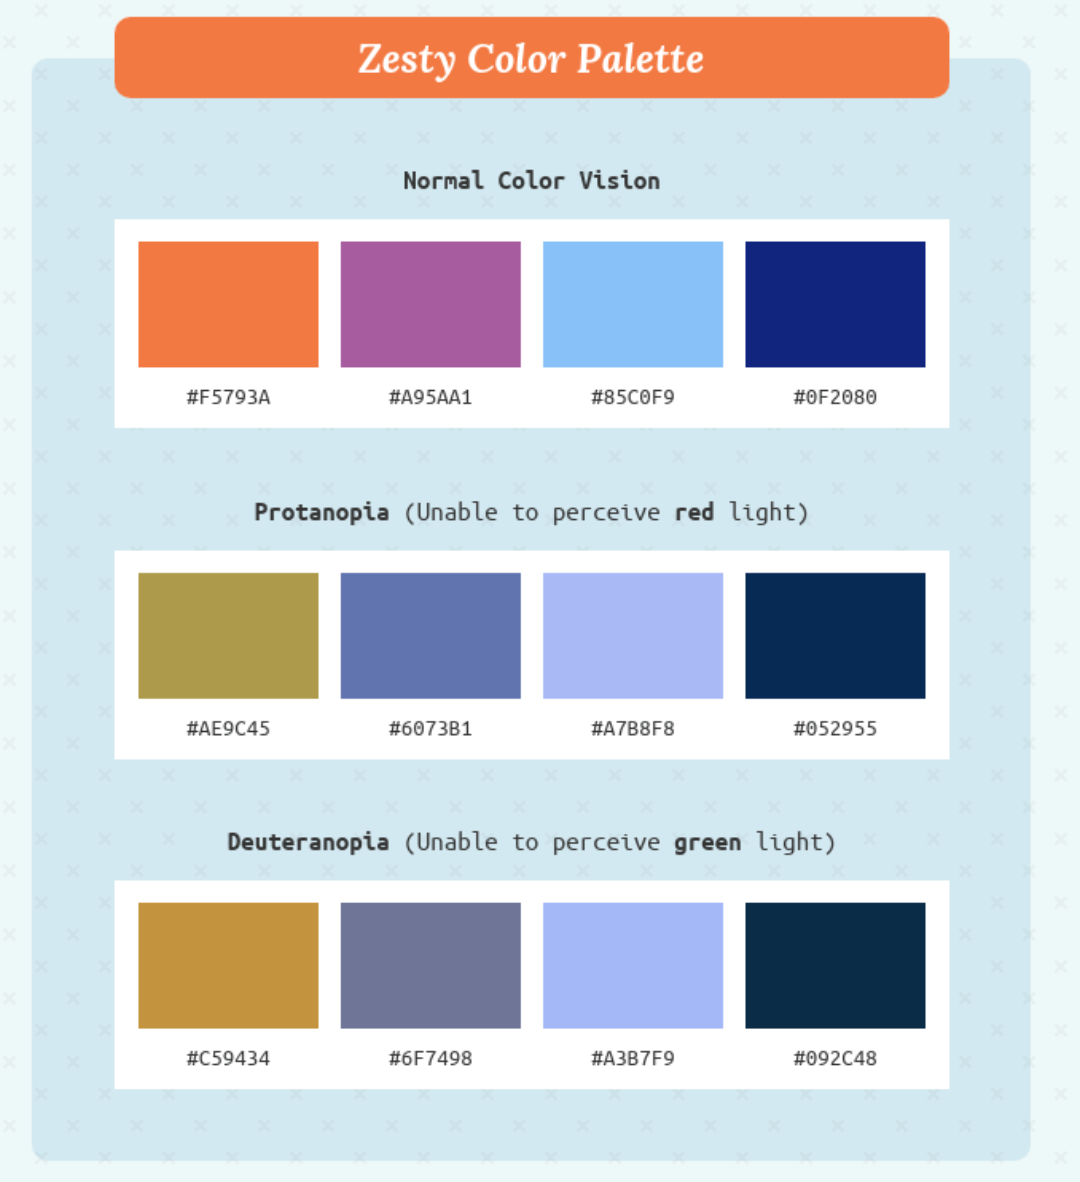 Zesty Color Palette
Normal Color Vision
#F5793A #A95AA1 #85C0F9 #0F2080
Protanopia (Unable to perceive red light)
#AE9C45 #6073B1 #A7B8F8 #052955
Deuteranopia (Unable to perceive green light)
#C59434 #6F7498 #A3B7F9 #092C48